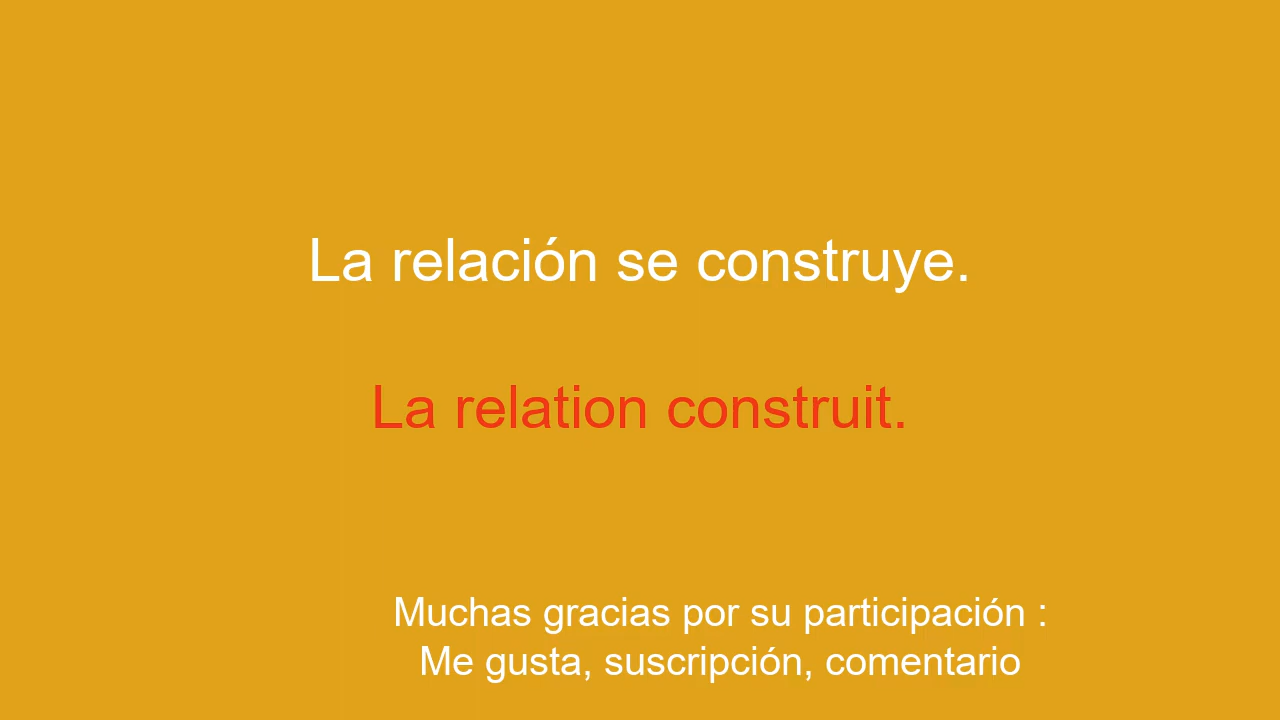 La relación se construye.
La relation construit.
Muchas gracias por su participación :
Me gusta, suscripción, comentario